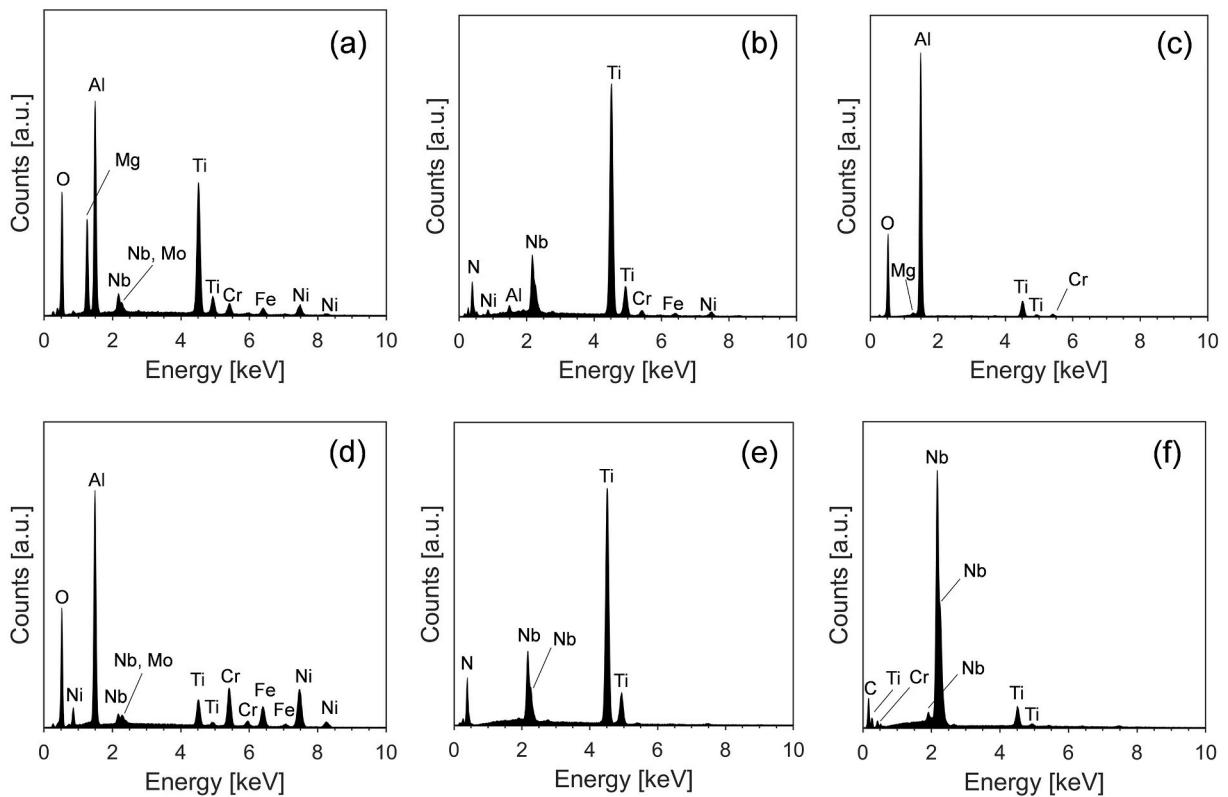 (a)
Counts [a.u.]
Al
O
Mg
Ti
Nb, Mo
Nb
Ti
Cr
Fe
Ni
Ni
0 2 4 6 8 10
Energy [keV]
(b)
Counts [a.u.]
Ti
Nb
N
Ni
Al
Ti
Cr
Fe
Ni
0 2 4 6 8 10
Energy [keV]
(c)
Counts [a.u.]
Al
O
Mg
Ti
Ti
Cr
0 2 4 6 8 10
Energy [keV]
(d)
Counts [a.u.]
Al
O
Ni
Nb, Mo
Nb
Ti
Ti
Cr
Cr
Fe
Fe
Ni
Ni
0 2 4 6 8 10
Energy [keV]
(e)
Counts [a.u.]
Ti
Nb
Nb
N
Ti
0 2 4 6 8 10
Energy [keV]
(f)
Counts [a.u.]
Nb
Nb
C
Ti
Cr
Nb
Ti
Ti
0 2 4 6 8 10
Energy [keV]